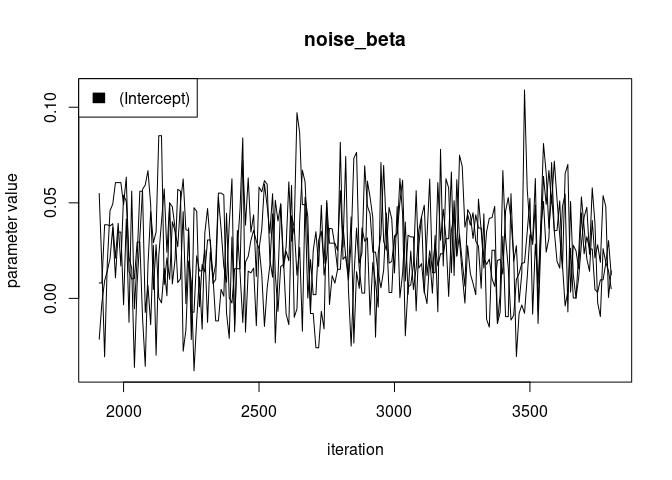 noise_beta
(Intercept)
parameter value
0.10
0.05
0.00
2000
2500
3000
3500
iteration